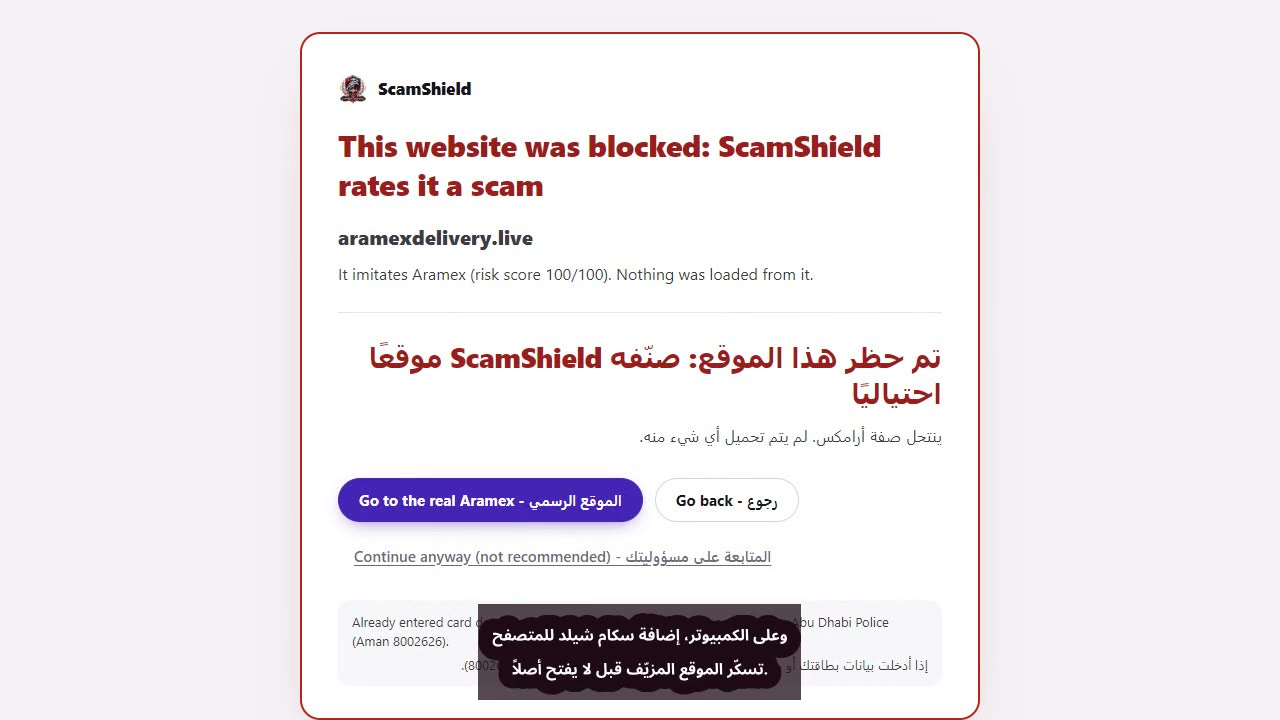 ScamShield
This website was blocked: ScamShield
rates it a scam
aramexdelivery.live
It imitates Aramex (risk score 100/100). Nothing was loaded from it.
تم حظر هذا الموقع: صنّفه ScamShield موقعًا
احتياليًا
ينتحل صفة أرامكس. لم يتم تحميل أي شيء منه.
Go to the real Aramex - الموقع الرسمي
Go back - رجوع
Continue anyway (not recommended) - المتابعة على مسؤوليتك
Already entered card Abu Dhabi Police
(Aman 8002626).
إذا أدخلت بيانات بطاقتك أو
وعلى الكمبيوتر، إضافة سكام شيلد للمتصفح
تسكّر الموقع المزيّف قبل لا يفتح أصلاً.